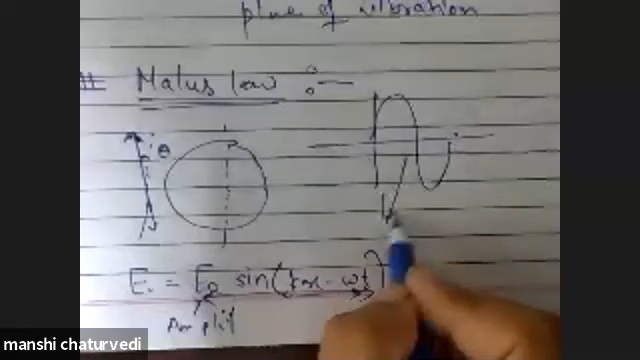 plane of vibration
Malus law :-
θ
E. = E₀ sin(kx - ωt)
Amplit
manshi chaturvedi